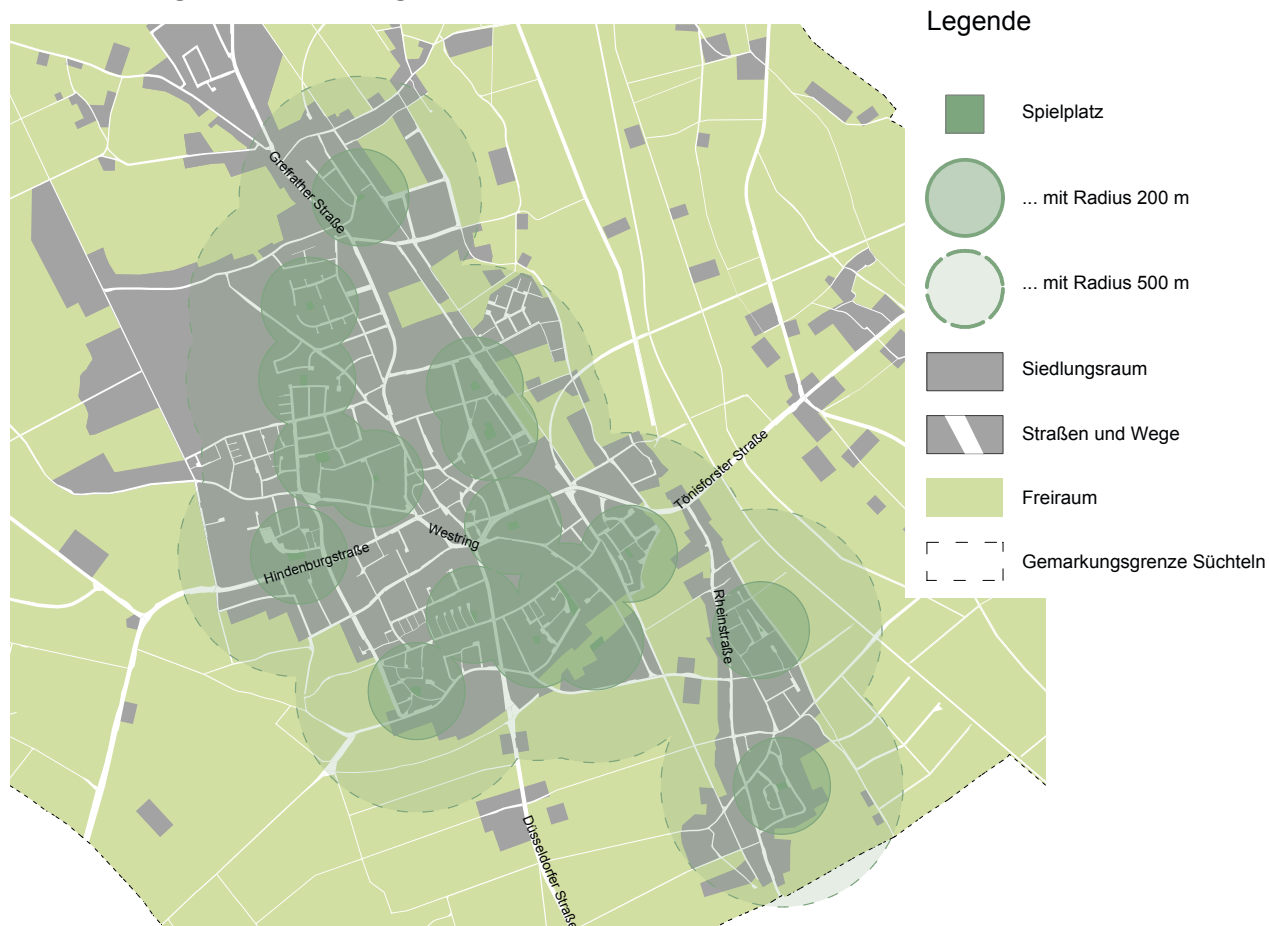 Legende
Spielplatz
... mit Radius 200 m
... mit Radius 500 m
Siedlungsraum
Straßen und Wege
Freiraum
Gemarkungsgrenze Süchteln
Grefrather Straße
Tönisforster Straße
Westring
Hindenburgstraße
Rheinstraße
Düsseldorfer Straße